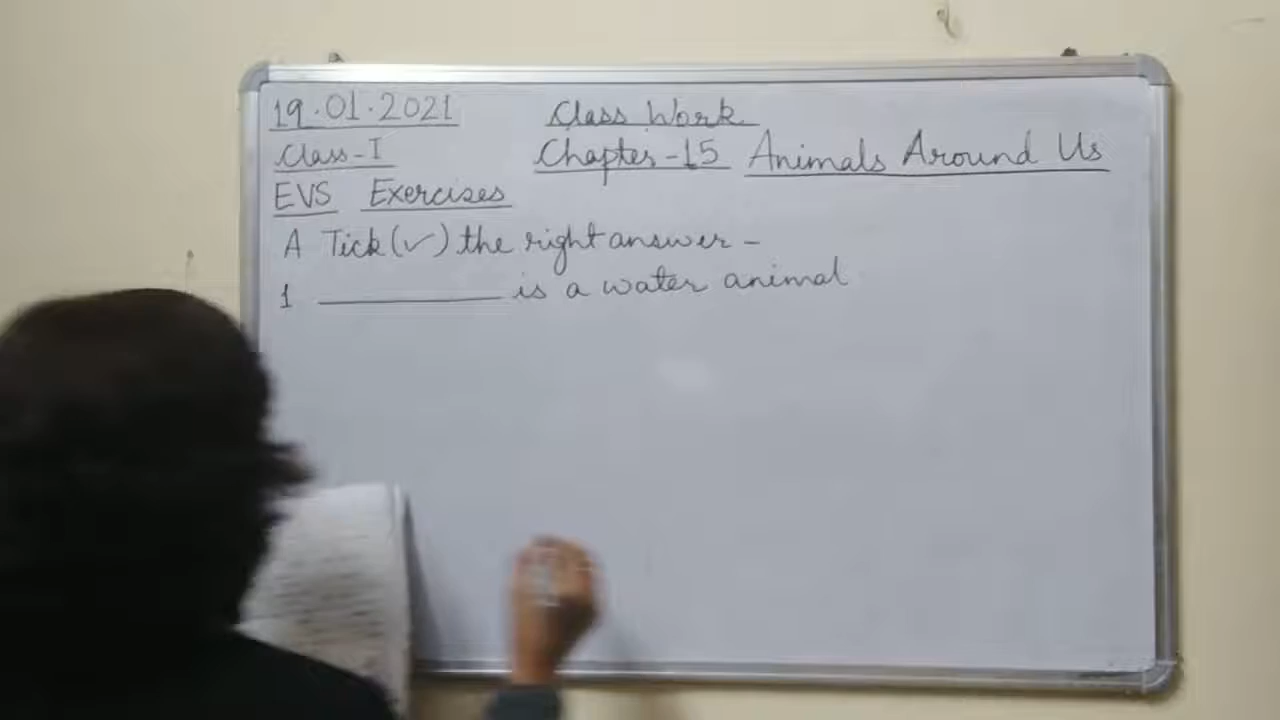 19.01.2021 Class Work
Class-I Chapter-15 Animals Around Us
EVS Exercises
A Tick (✓) the right answer –
1 __________ is a water animal